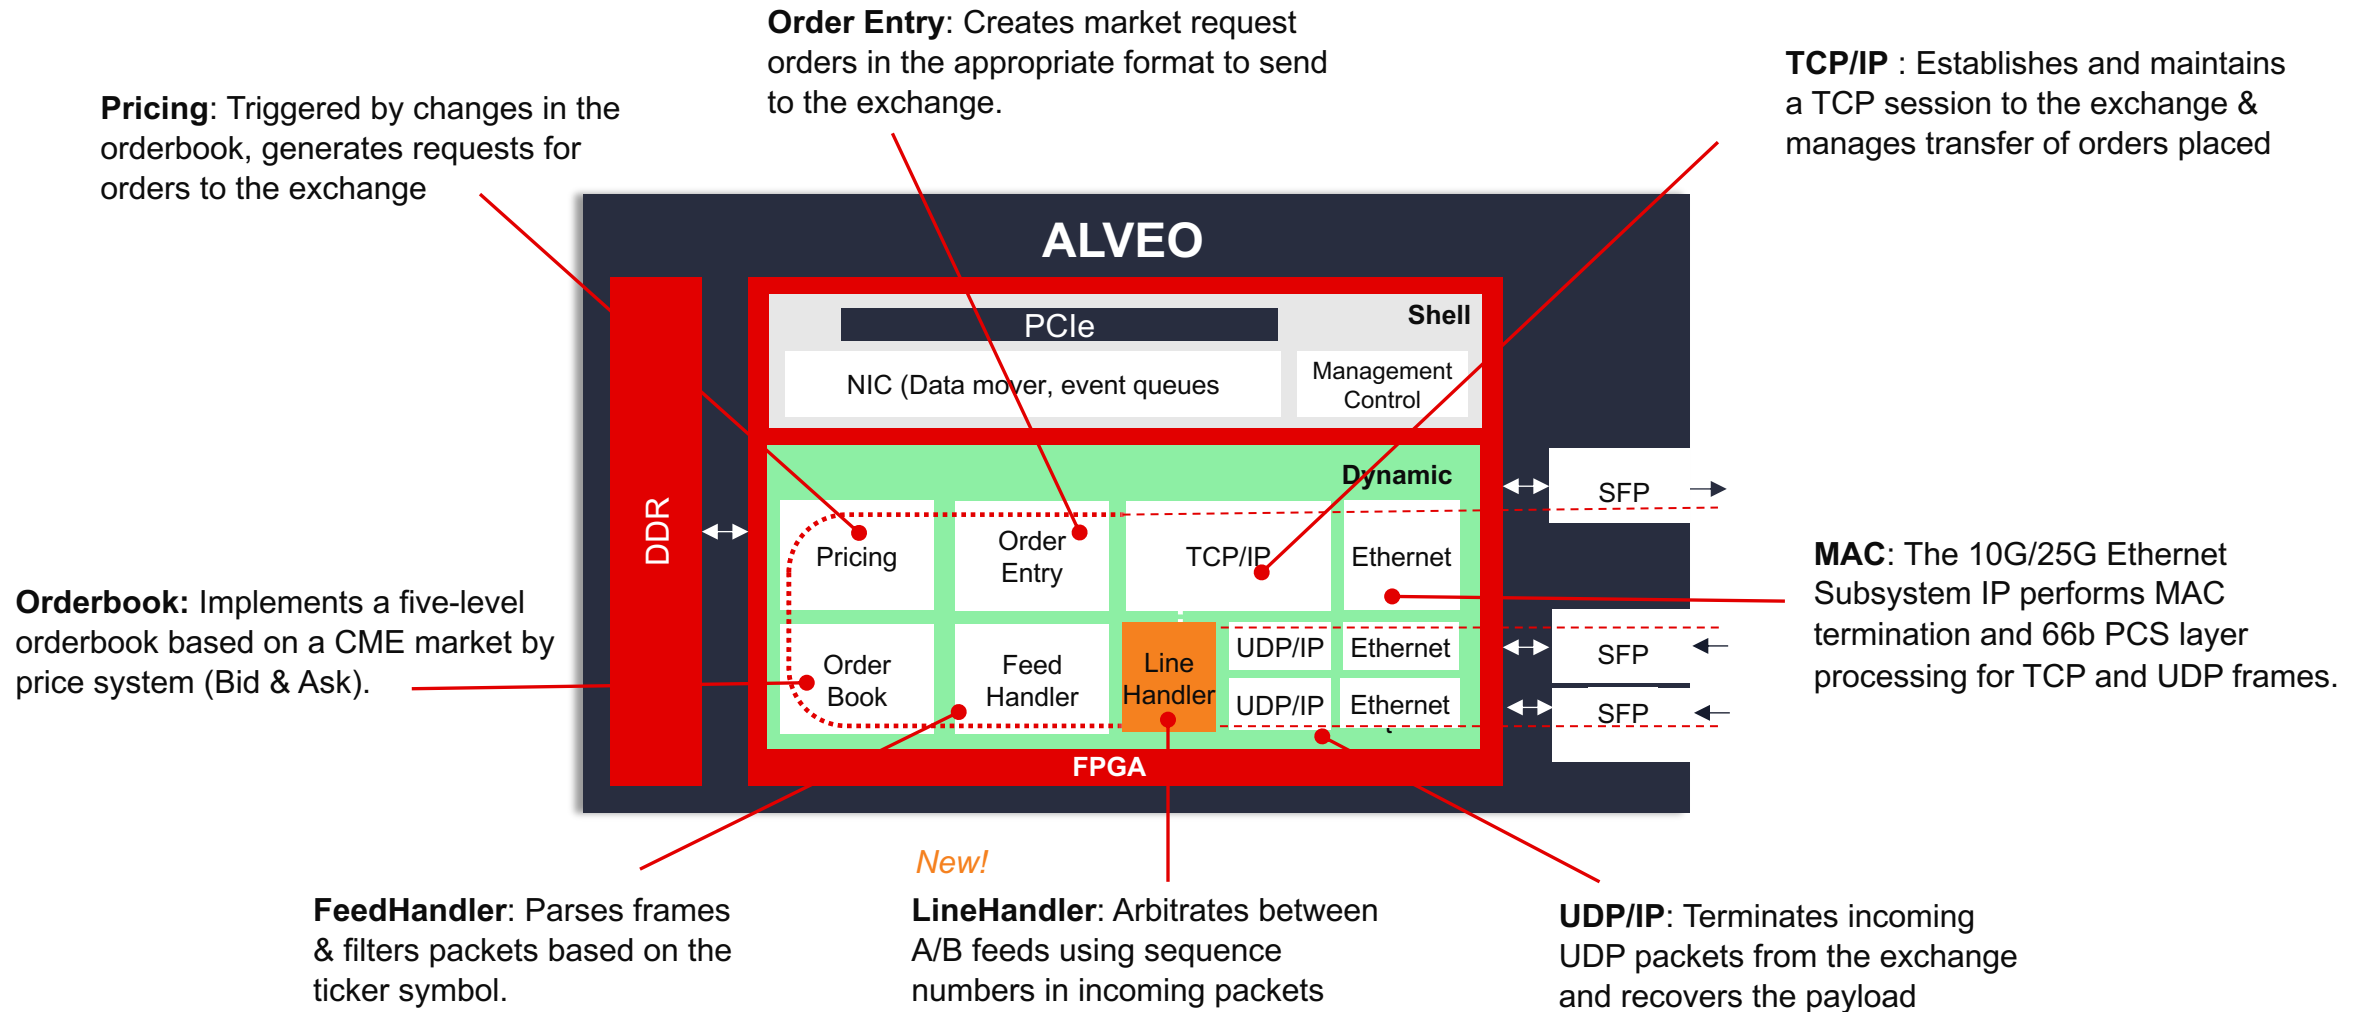 Order Entry: Creates market request
orders in the appropriate format to send
to the exchange.
TCP/IP : Establishes and maintains
a TCP session to the exchange &
manages transfer of orders placed
Pricing: Triggered by changes in the
orderbook, generates requests for
orders to the exchange
ALVEO
Shell
PCIe
NIC (Data mover, event queues
Management
Control
DDR
Dynamic
Pricing
Order
Entry
TCP/IP
Ethernet
SFP
Order
Book
Feed
Handler
Line
Handler
UDP/IP
Ethernet
SFP
UDP/IP
Ethernet
SFP
FPGA
Orderbook: Implements a five-level
orderbook based on a CME market by
price system (Bid & Ask).
MAC: The 10G/25G Ethernet
Subsystem IP performs MAC
termination and 66b PCS layer
processing for TCP and UDP frames.
FeedHandler: Parses frames
& filters packets based on the
ticker symbol.
New!
LineHandler: Arbitrates between
A/B feeds using sequence
numbers in incoming packets
UDP/IP: Terminates incoming
UDP packets from the exchange
and recovers the payload